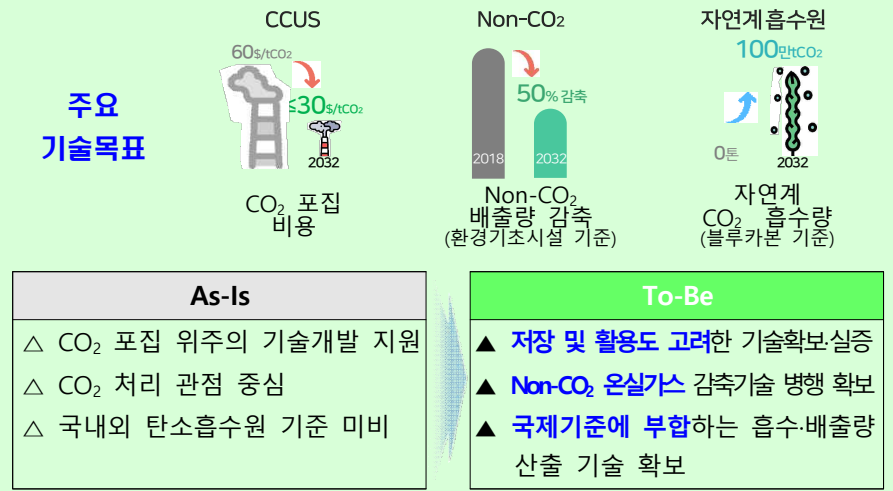 CCUS
60$/tCO₂
≤30$/tCO₂
2032
CO₂ 포집
비용
Non-CO₂
50% 감축
2018
2032
Non-CO₂
배출량 감축
(환경기초시설 기준)
자연계흡수원
100만tCO₂
0톤
2032
자연계
CO₂ 흡수량
(블루카본 기준)
주요
기술목표
As-Is
△ CO₂ 포집 위주의 기술개발 지원
△ CO₂ 처리 관점 중심
△ 국내외 탄소흡수원 기준 미비
To-Be
▲ 저장 및 활용도 고려한 기술확보·실증
▲ Non-CO₂ 온실가스 감축기술 병행 확보
▲ 국제기준에 부합하는 흡수·배출량
산출 기술 확보